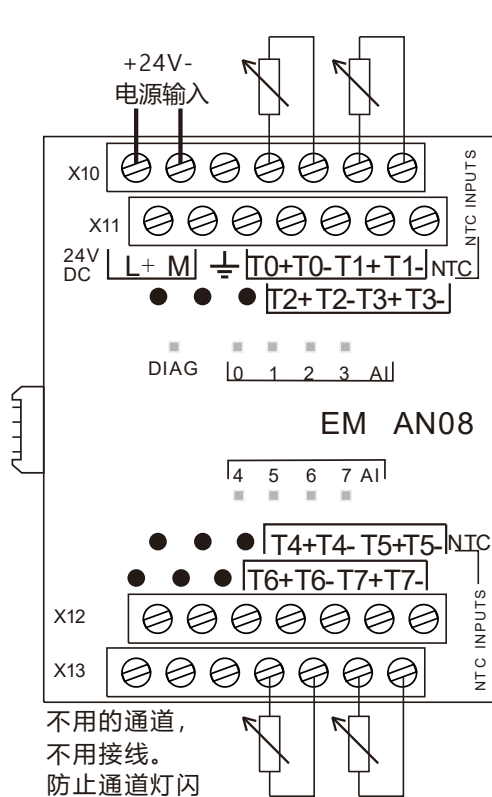 +24V-
电源输入
X10
NTC INPUTS
X11
24V
DC
L+ M T0+T0-T1+T1- NTC
T2+T2-T3+T3-
DIAG 0 1 2 3 AI
EM AN08
4 5 6 7 AI
T4+T4- T5+T5- NTC
T6+T6-T7+T7-
NTC INPUTS
X12
X13
不用的通道，
不用接线。
防止通道灯闪